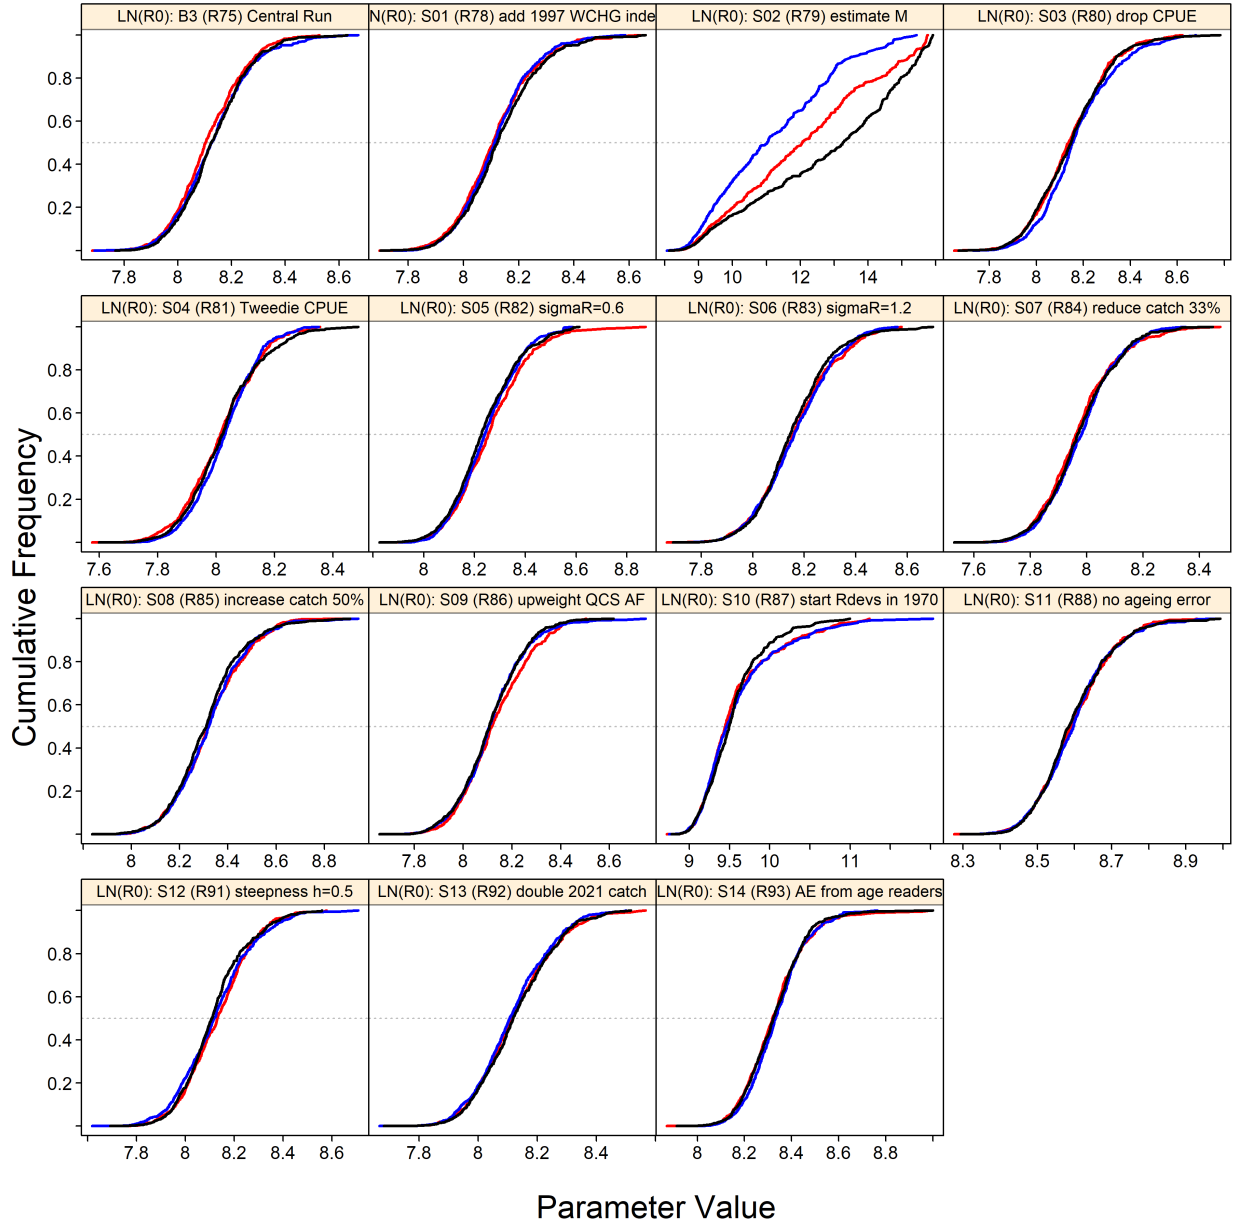 LN(R0): B3 (R75) Central Run
N(R0): S01 (R78) add 1997 WCHG inde
LN(R0): S02 (R79) estimate M
LN(R0): S03 (R80) drop CPUE
0.8
0.6
0.4
0.2
7.8 8 8.2 8.4 8.6
7.8 8 8.2 8.4 8.6
9 10 12 14
7.8 8 8.2 8.6
LN(R0): S04 (R81) Tweedie CPUE
LN(R0): S05 (R82) sigmaR=0.6
LN(R0): S06 (R83) sigmaR=1.2
LN(R0): S07 (R84) reduce catch 33%
0.8
0.6
0.4
0.2
7.6 7.8 8 8.2 8.4
8 8.2 8.4 8.6 8.8
7.8 8 8.2 8.4 8.6
7.6 7.8 8 8.2 8.4
LN(R0): S08 (R85) increase catch 50%
LN(R0): S09 (R86) upweight QCS AF
LN(R0): S10 (R87) start Rdevs in 1970
LN(R0): S11 (R88) no ageing error
0.8
0.6
0.4
0.2
8 8.2 8.4 8.6 8.8
7.8 8 8.2 8.4 8.6
9 9.5 10 11
8.3 8.5 8.7 8.9
LN(R0): S12 (R91) steepness h=0.5
LN(R0): S13 (R92) double 2021 catch
LN(R0): S14 (R93) AE from age readers
0.8
0.6
0.4
0.2
7.8 8 8.2 8.4 8.6
7.8 8 8.2 8.4
8 8.2 8.4 8.6 8.8
Cumulative Frequency
Parameter Value